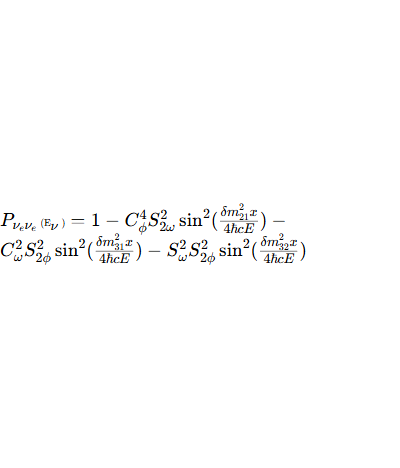 $P_{\nu_e \nu_e (E_\nu)} = 1 - C_\phi^4 S_{2\omega}^2 \sin^2(\frac{\delta m_{21}^2 x}{4\hbar c E}) -$
$C_\omega^2 S_{2\phi}^2 \sin^2(\frac{\delta m_{31}^2 x}{4\hbar c E}) - S_\omega^2 S_{2\phi}^2 \sin^2(\frac{\delta m_{32}^2 x}{4\hbar c E})$